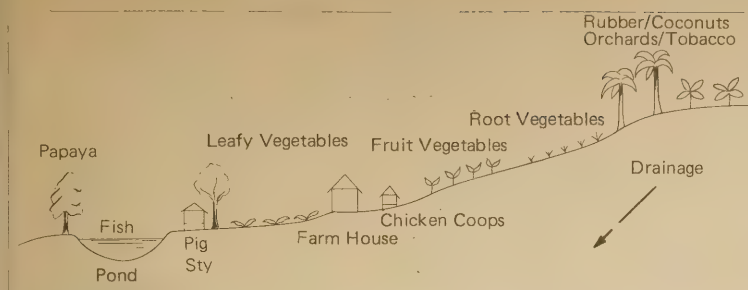 Rubber/Coconuts
Orchards/Tobacco
Root Vegetables
Leafy Vegetables
Fruit Vegetables
Papaya
Drainage
Fish
Chicken Coops
Pig
Sty
Farm House
Pond